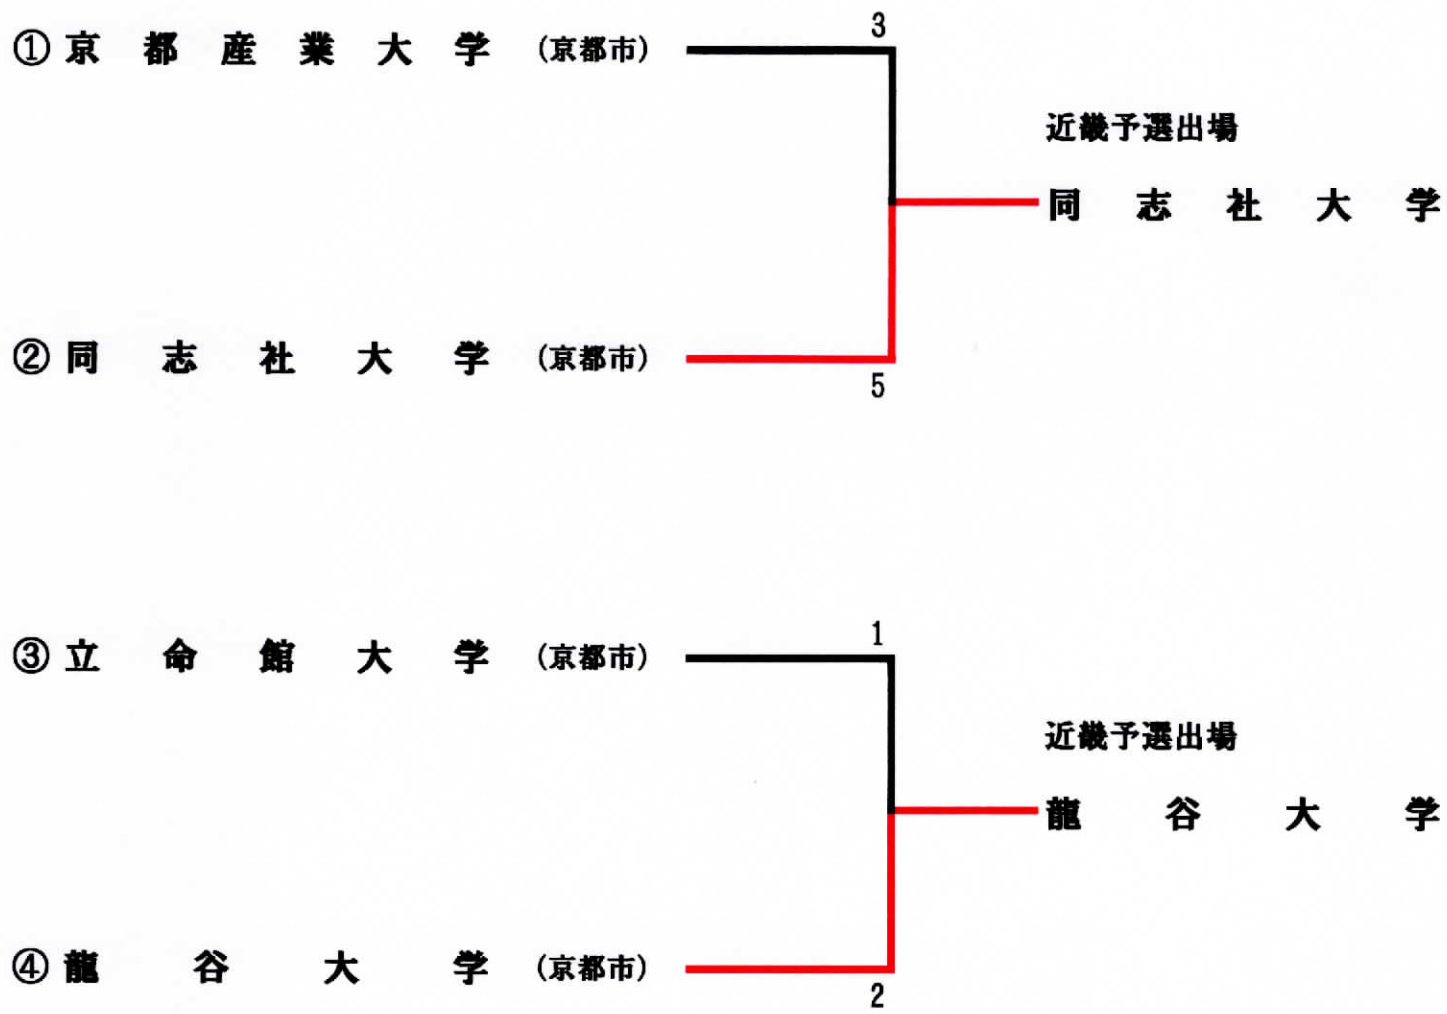 ① 京都産業大学 （京都市）
3
近畿予選出場
同志社大学
② 同志社大学 （京都市）
5
③ 立命館大学 （京都市）
1
近畿予選出場
龍谷大学
④ 龍谷大学 （京都市）
2